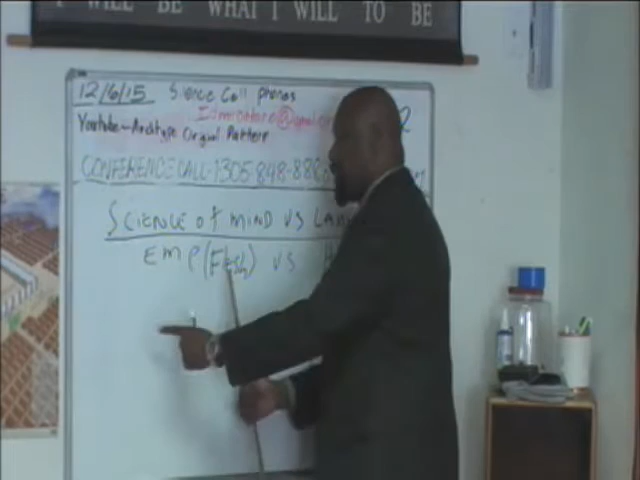 I WILL BE WHAT I WILL TO BE
12/6/15 Silence Cell Phones
Youtube-Archtype Original Pattern
CONFERENCE CALL-1305-848-888
SCIENCE OF MIND VS LAW
EMP (Flesh) VS